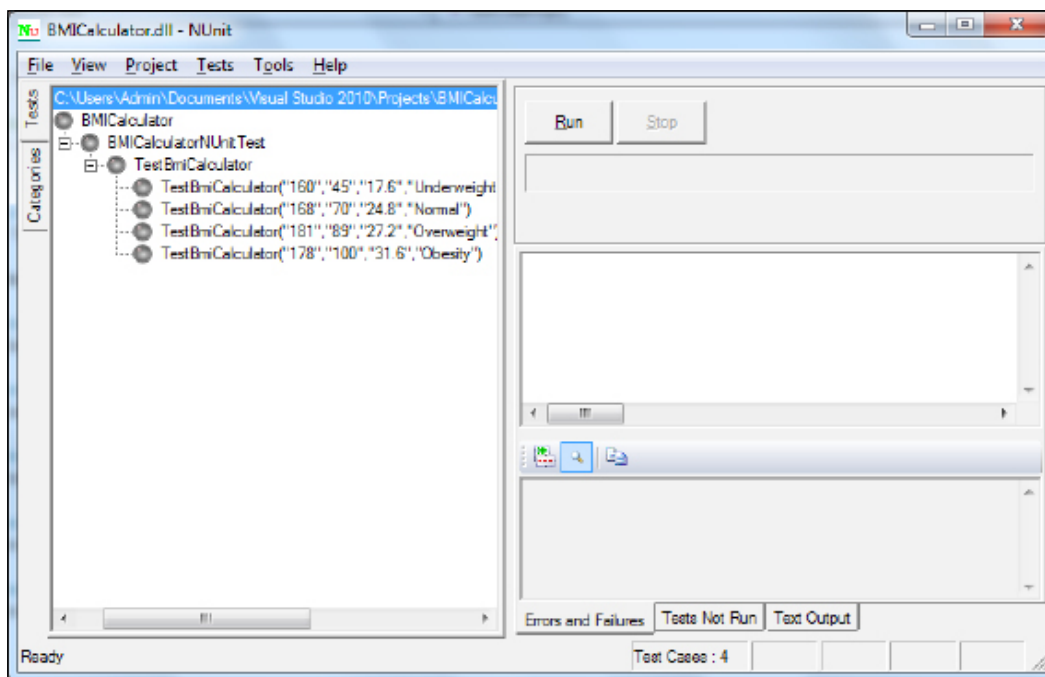 BMICalculator.dll - NUnit
File View Project Tests Tools Help
Tests
Categories
C:\Users\Admin\Documents\Visual Studio 2010\Projects\BMICalcu
BMICalculator
BMICalculatorNUnitTest
TestBmiCalculator
TestBmiCalculator("160","45","17.6","Underweight
TestBmiCalculator("168","70","24.8","Normal")
TestBmiCalculator("181","89","27.2","Overweight"
TestBmiCalculator("178","100","31.6","Obesity")
Run Stop
Errors and Failures Tests Not Run Text Output
Ready Test Cases : 4